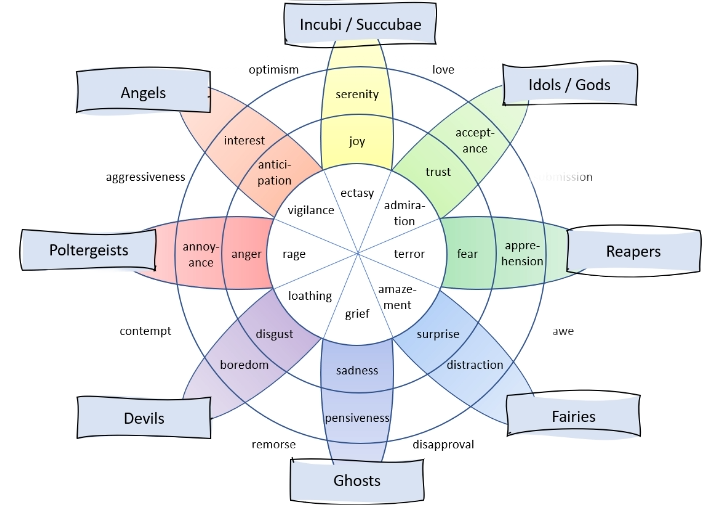 Incubi / Succubae
optimism
love
Angels
Idols / Gods
serenity
interest
accept-
ance
joy
antici-
pation
trust
aggressiveness
ectasy
vigilance
admira-
tion
Poltergeists
annoy-
ance
anger
rage
terror
fear
appre-
hension
Reapers
loathing
grief
amaze-
ment
contempt
disgust
surprise
awe
boredom
sadness
distraction
Devils
pensiveness
Fairies
remorse
disapproval
Ghosts